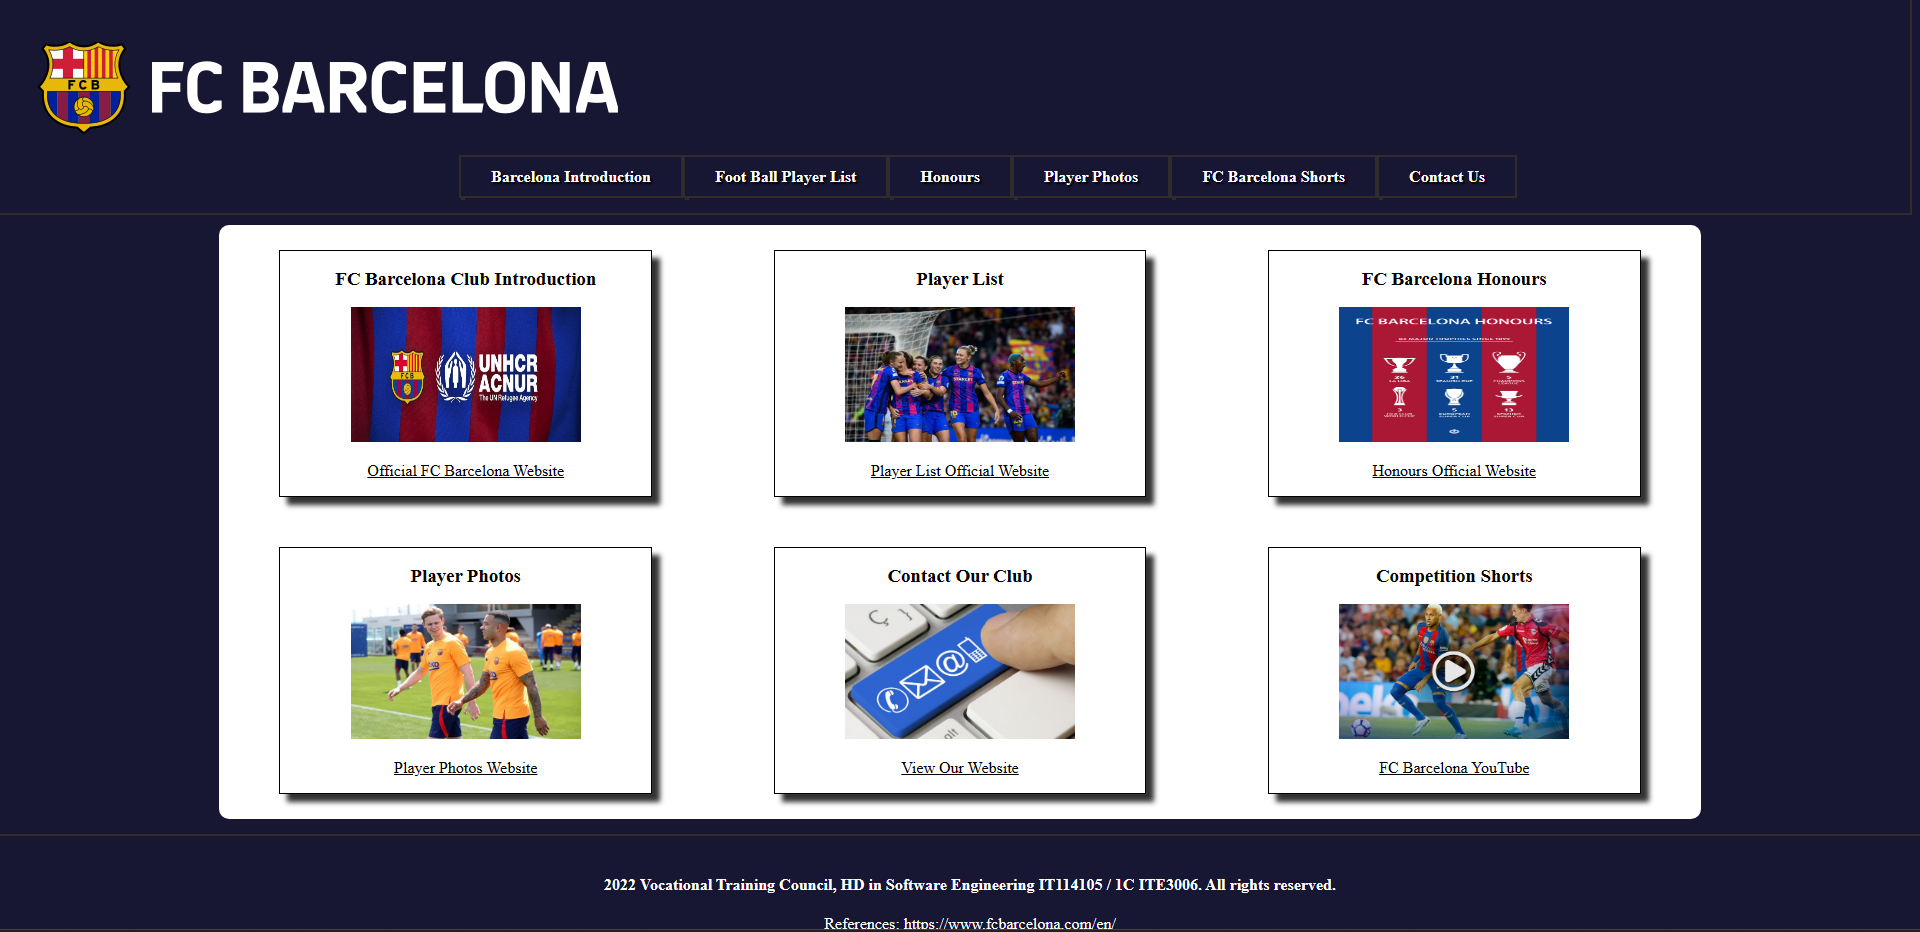 FCB
FC BARCELONA
Barcelona Introduction
Foot Ball Player List
Honours
Player Photos
FC Barcelona Shorts
Contact Us
FC Barcelona Club Introduction
Player List
FC Barcelona Honours
FCB
UNHCR
ACNUR
The UN Refugee Agency
FC BARCELONA HONOURS
Official FC Barcelona Website
Player List Official Website
Honours Official Website
Player Photos
Contact Our Club
Competition Shorts
Player Photos Website
View Our Website
FC Barcelona YouTube
2022 Vocational Training Council, HD in Software Engineering IT114105 / 1C ITE3006. All rights reserved.
References: https://www.fcbarcelona.com/en/